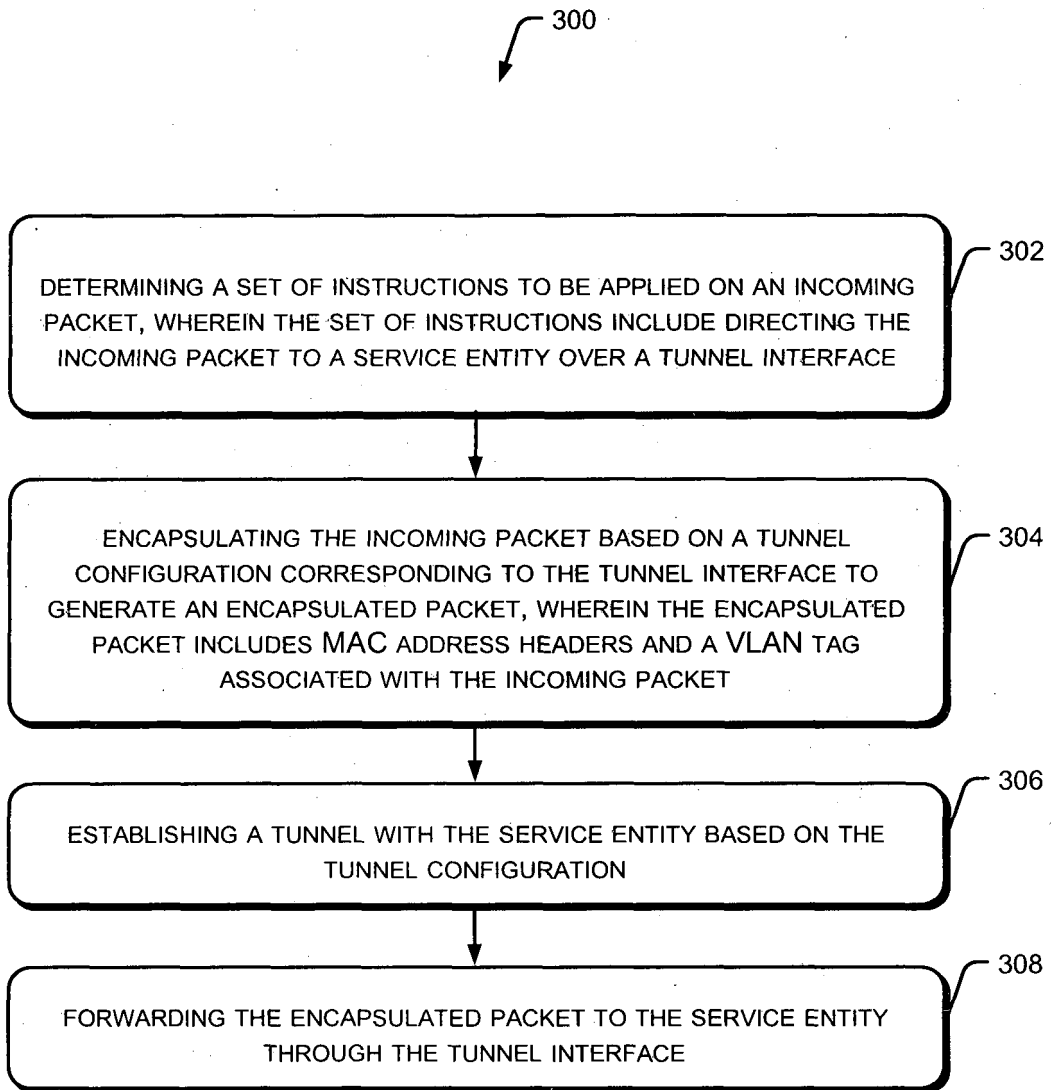 300
302
DETERMINING A SET OF INSTRUCTIONS TO BE APPLIED ON AN INCOMING
PACKET, WHEREIN THE SET OF INSTRUCTIONS INCLUDE DIRECTING THE
INCOMING PACKET TO A SERVICE ENTITY OVER A TUNNEL INTERFACE
304
ENCAPSULATING THE INCOMING PACKET BASED ON A TUNNEL
CONFIGURATION CORRESPONDING TO THE TUNNEL INTERFACE TO
GENERATE AN ENCAPSULATED PACKET, WHEREIN THE ENCAPSULATED
PACKET INCLUDES MAC ADDRESS HEADERS AND A VLAN TAG
ASSOCIATED WITH THE INCOMING PACKET
306
ESTABLISHING A TUNNEL WITH THE SERVICE ENTITY BASED ON THE
TUNNEL CONFIGURATION
308
FORWARDING THE ENCAPSULATED PACKET TO THE SERVICE ENTITY
THROUGH THE TUNNEL INTERFACE